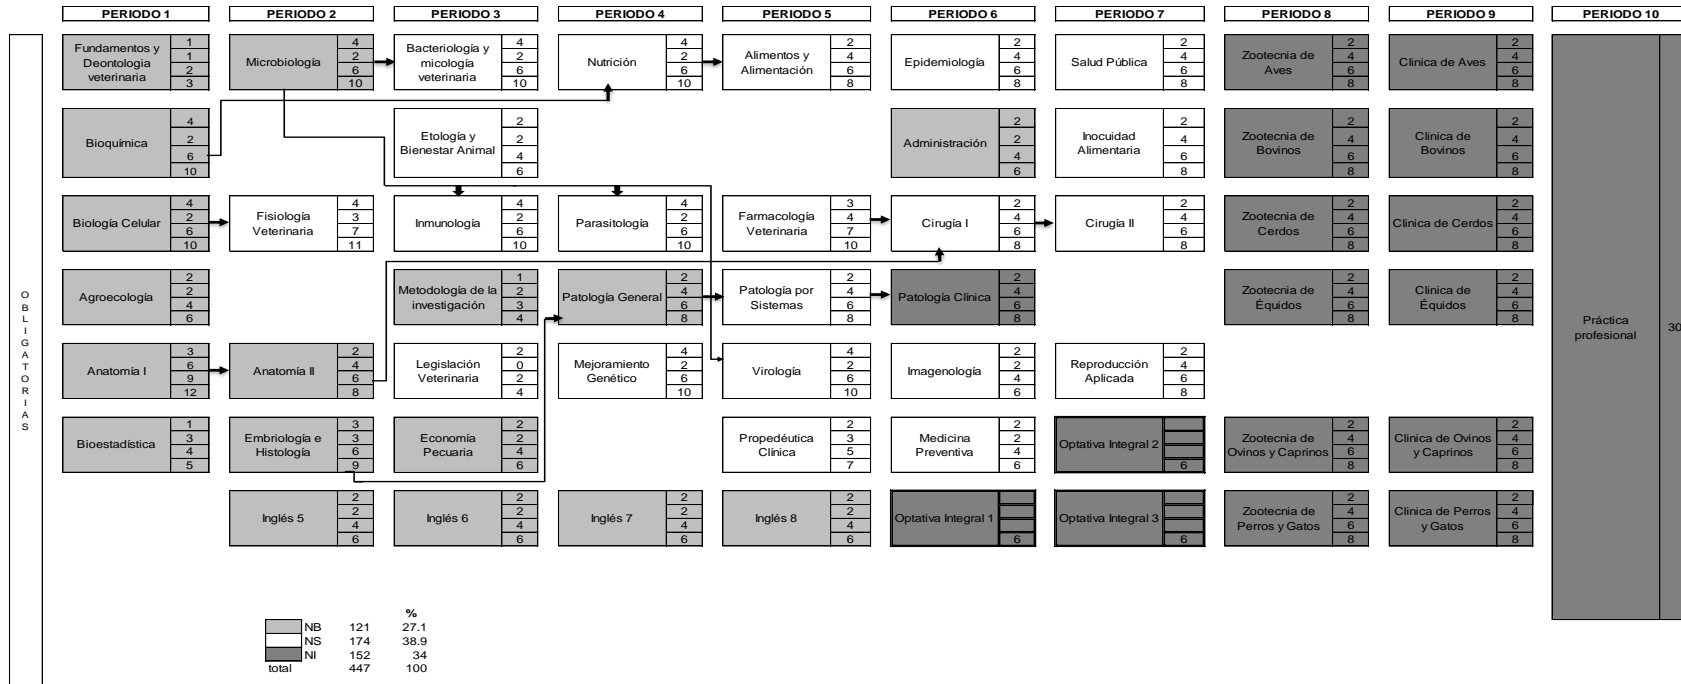 PERIODO 1 PERIODO 2 PERIODO 3 PERIODO 4 PERIODO 5 PERIODO 6 PERIODO 7 PERIODO 8 PERIODO 9 PERIODO 10
OBLIGATORIAS
Fundamentos y Deontologia veterinaria 1 1 2 3
Microbiología 4 2 6 10
Bacteriología y micología veterinaria 4 2 6 10
Nutrición 4 2 6 10
Alimentos y Alimentación 2 4 6 8
Epidemiología 2 4 6 8
Salud Pública 2 4 6 8
Zootecnia de Aves 2 4 6 8
Clinica de Aves 2 4 6 8
Bioquímica 4 2 6 10
Etología y Bienestar Animal 2 2 4 6
Administración 2 2 4 6
Inocuidad Alimentaria 2 4 6 8
Zootecnia de Bovinos 2 4 6 8
Clinica de Bovinos 2 4 6 8
Biología Celular 4 2 6 10
Fisiología Veterinaria 4 3 7 11
Inmunología 4 2 6 10
Parasitología 4 2 6 10
Farmacología Veterinaria 3 4 7 10
Cirugía I 2 4 6 8
Cirugía II 2 4 6 8
Zootecnia de Cerdos 2 4 6 8
Clinica de Cerdos 2 4 6 8
Agroecología 2 2 4 6
Metodología de la investigación 1 2 3 4
Patología General 2 4 6 8
Patología por Sistemas 2 4 6 8
Patología Clínica 2 4 6 8
Zootecnia de Équidos 2 4 6 8
Clinica de Équidos 2 4 6 8
Práctica profesional 30
Anatomía I 3 6 9 12
Anatomía II 2 4 6 8
Legislación Veterinaria 2 0 2 4
Mejoramiento Genético 4 2 6 10
Virología 4 2 6 10
Imagenología 2 2 4 6
Reproducción Aplicada 2 4 6 8
Bioestadística 1 3 4 5
Embriología e Histología 3 3 6 9
Economía Pecuaria 2 2 4 6
Propedéutica Clínica 2 3 5 7
Medicina Preventiva 2 2 4 6
Optativa Integral 2 6
Zootecnia de Ovinos y Caprinos 2 4 6 8
Clinica de Ovinos y Caprinos 2 4 6 8
Inglés 5 2 2 4 6
Inglés 6 2 2 4 6
Inglés 7 2 2 4 6
Inglés 8 2 2 4 6
Optativa Integral 1 6
Optativa Integral 3 6
Zootecnia de Perros y Gatos 2 4 6 8
Clinica de Perros y Gatos 2 4 6 8
%
NB 121 27.1
NS 174 38.9
NI 152 34
total 447 100